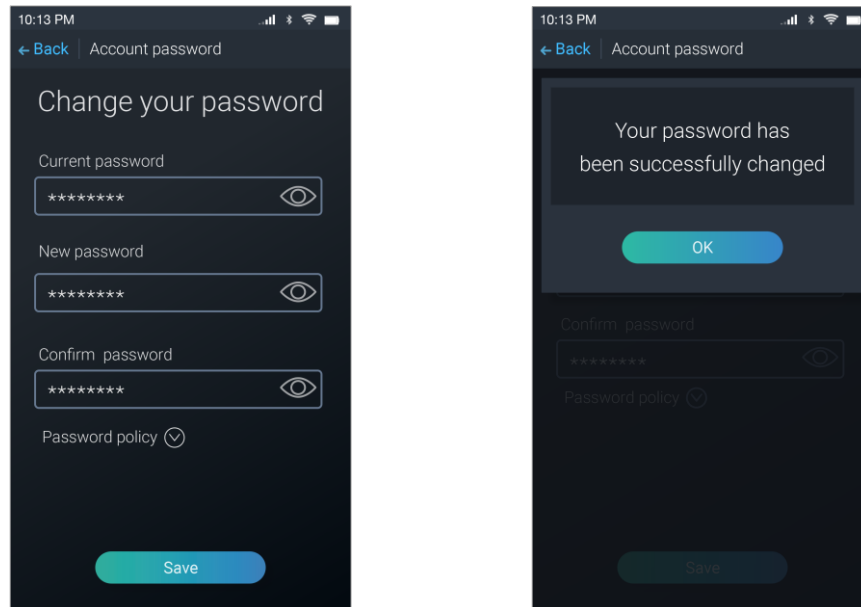 10:13 PM
← Back | Account password
Change your password
Current password
********
New password
********
Confirm password
********
Password policy
Save
10:13 PM
← Back | Account password
Your password has
been successfully changed
OK
Confirm password
********
Password policy
Save